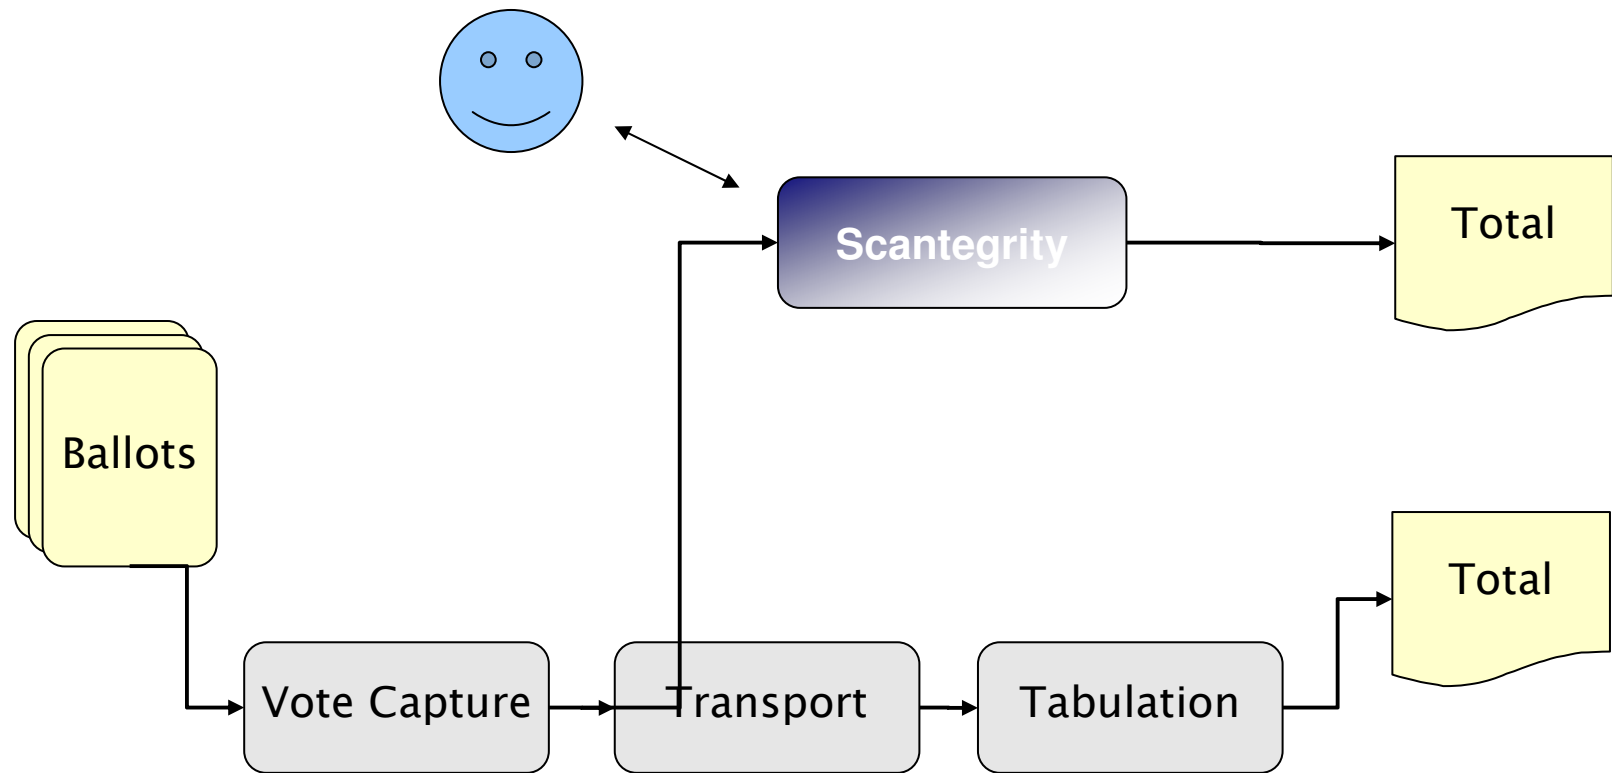 Scantegrity
Total
Ballots
Total
Vote Capture
Transport
Tabulation